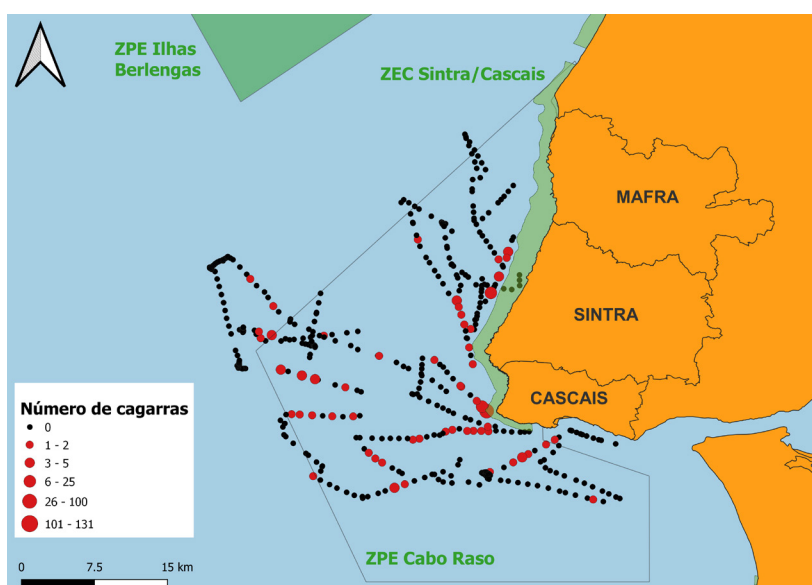 ZPE Ilhas
Berlengas
ZEC Sintra/Cascais
MAFRA
SINTRA
CASCAIS
Número de cagarras
0
1 - 2
3 - 5
6 - 25
26 - 100
101 - 131
ZPE Cabo Raso
0 7.5 15 km